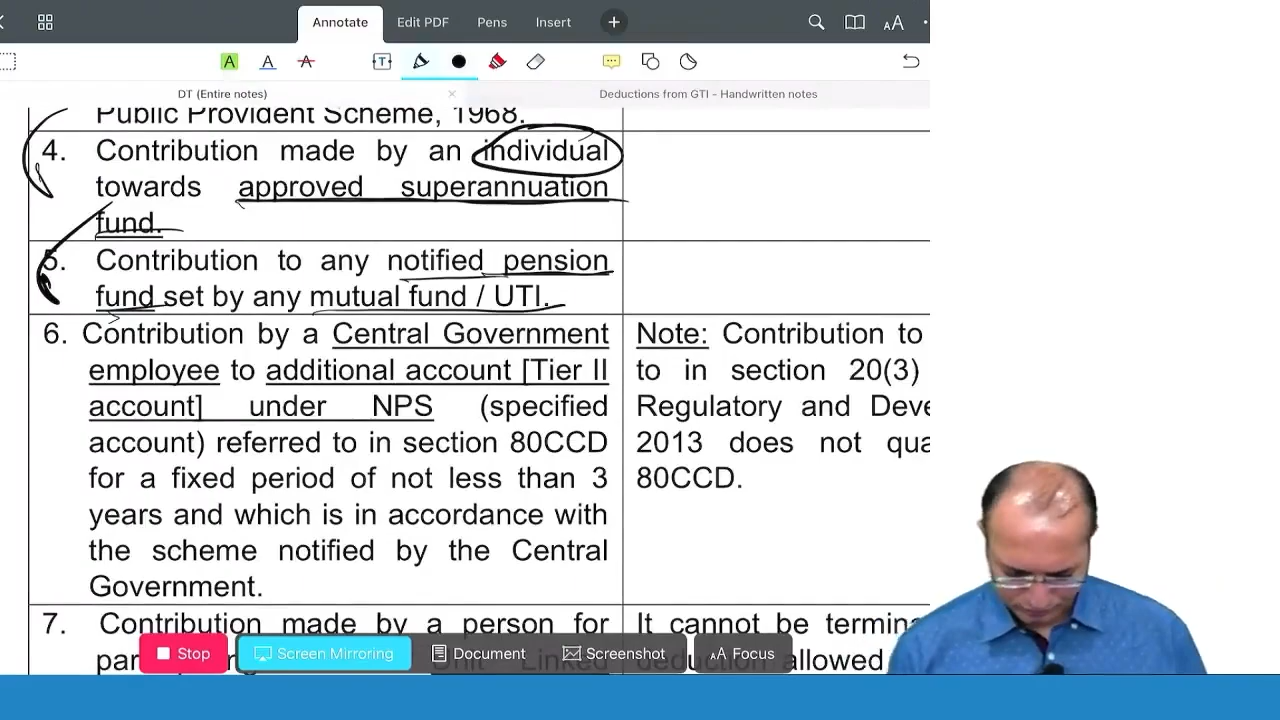 Annotate Edit PDF Pens Insert +
AA
A A A T
DT (Entire notes) × Deductions from GTI - Handwritten notes
Public Provident Scheme, 1968.
4. Contribution made by an individual
towards approved superannuation
fund.
5. Contribution to any notified pension
fund set by any mutual fund / UTI.
6. Contribution by a Central Government
employee to additional account [Tier II
account] under NPS (specified
account) referred to in section 80CCD
for a fixed period of not less than 3
years and which is in accordance with
the scheme notified by the Central
Government.
Note: Contribution to
to in section 20(3)
Regulatory and Deve
2013 does not qua
80CCD.
7. Contribution made by a person for
par Unit Linked
It cannot be termina
deduction allowed
Stop Screen Mirroring Document Screenshot AA Focus